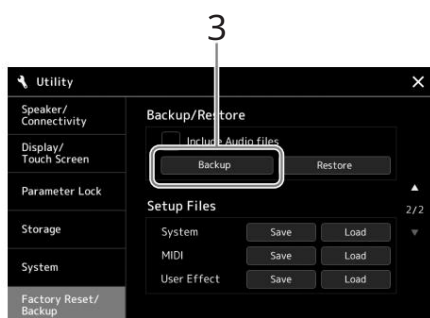 3
Utility
Speaker/
Connectivity
Display/
Touch Screen
Parameter Lock
Storage
System
Factory Reset/
Backup
Backup/Restore
Include Audio files
Backup Restore
Setup Files
System Save Load
MIDI Save Load
User Effect Save Load
2/2